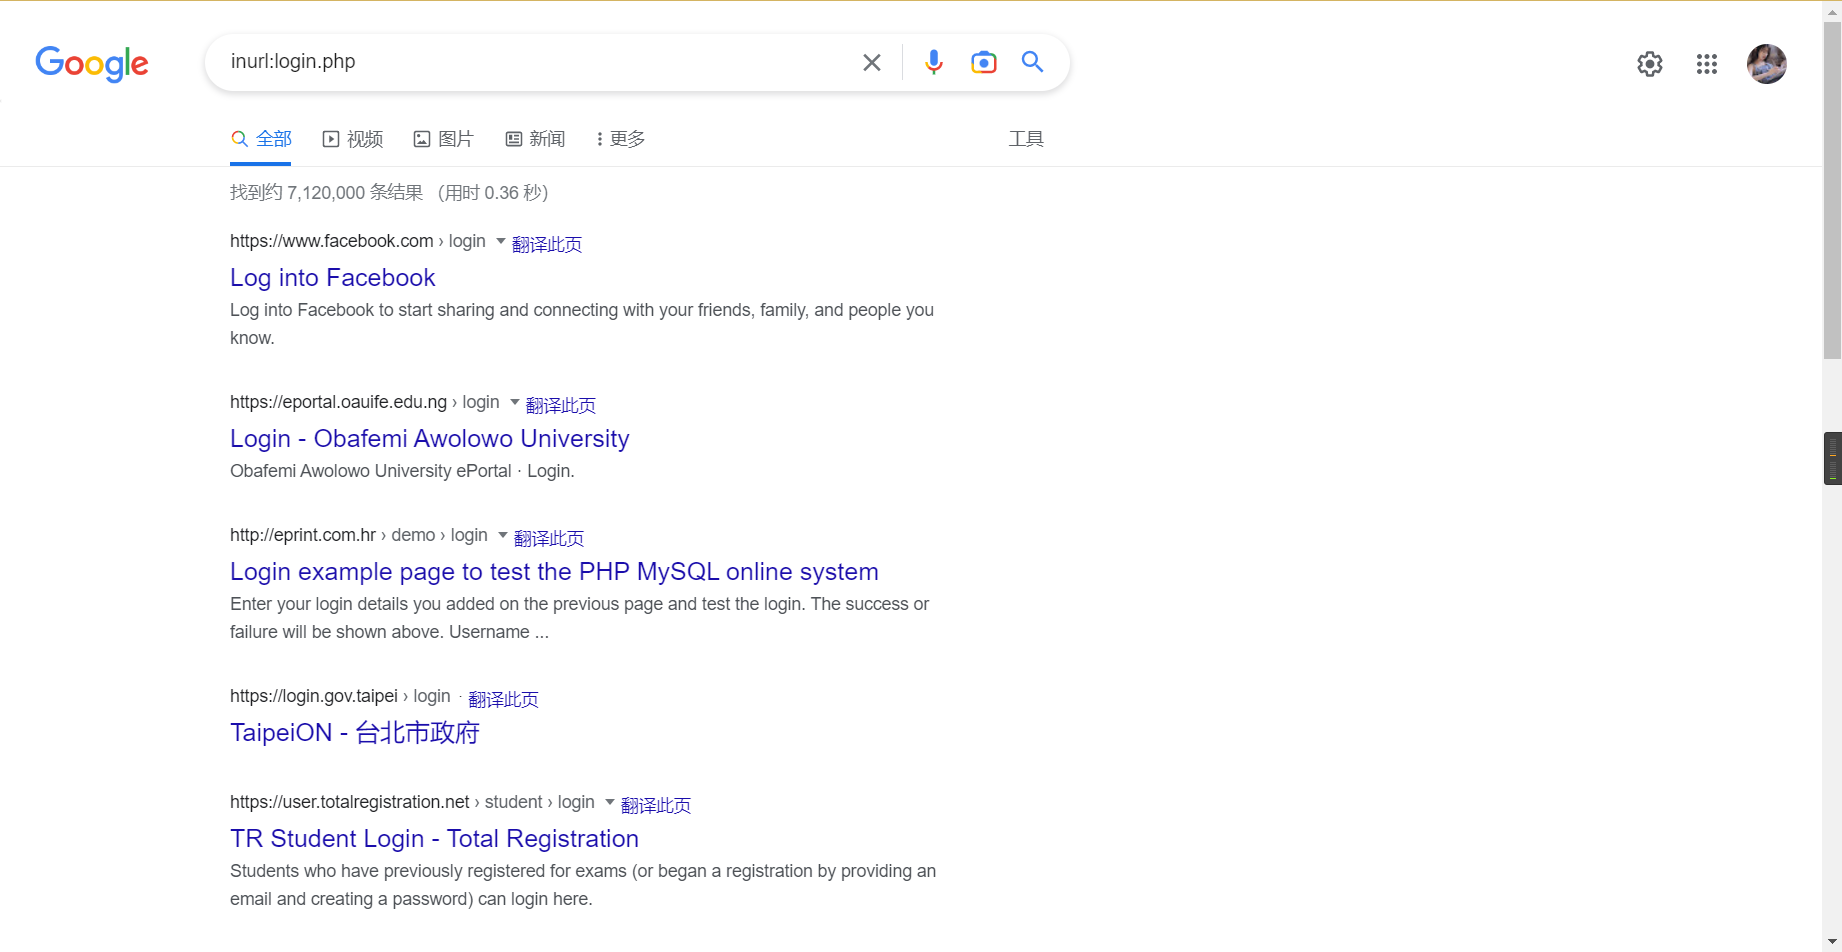 Google
inurl:login.php
全部 视频 图片 新闻 更多 工具
找到约 7,120,000 条结果 (用时 0.36 秒)
https://www.facebook.com › login 翻译此页
Log into Facebook
Log into Facebook to start sharing and connecting with your friends, family, and people you
know.
https://eportal.oauife.edu.ng › login 翻译此页
Login - Obafemi Awolowo University
Obafemi Awolowo University ePortal · Login.
http://eprint.com.hr › demo › login 翻译此页
Login example page to test the PHP MySQL online system
Enter your login details you added on the previous page and test the login. The success or
failure will be shown above. Username ...
https://login.gov.taipei › login · 翻译此页
TaipeiON - 台北市政府
https://user.totalregistration.net › student › login 翻译此页
TR Student Login - Total Registration
Students who have previously registered for exams (or began a registration by providing an
email and creating a password) can login here.